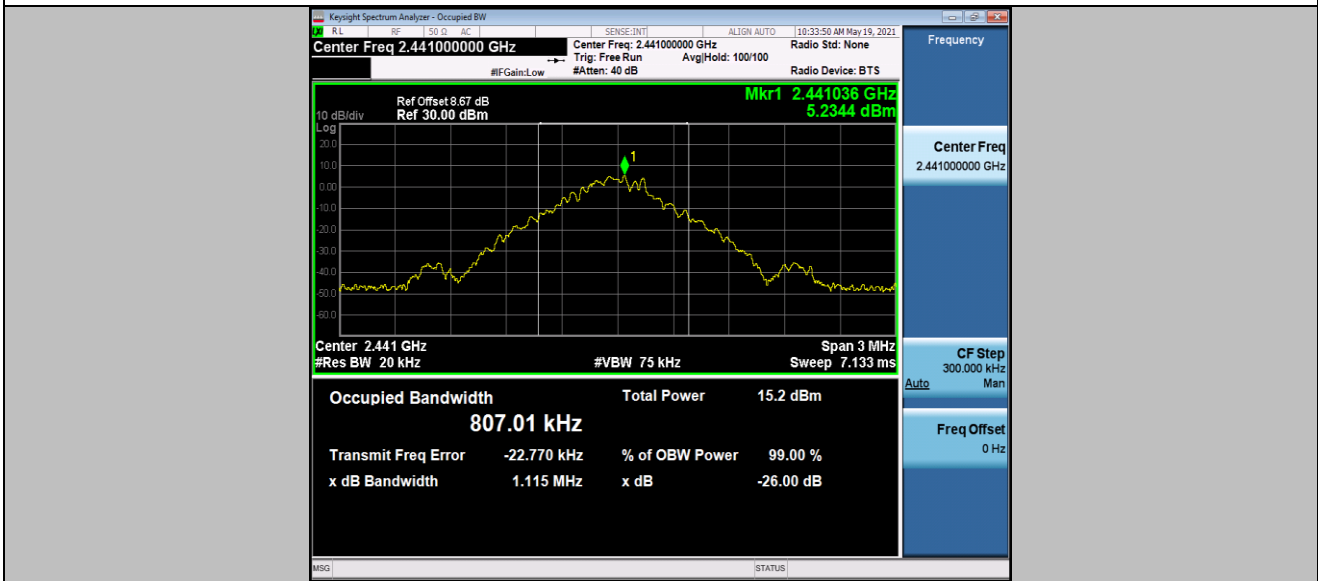 Keysight Spectrum Analyzer - Occupied BW
RL RF 50 Ω AC SENSE:INT ALIGN AUTO 10:33:50 AM May 19, 2021
Center Freq 2.441000000 GHz Center Freq: 2.441000000 GHz Radio Std: None
Trig: Free Run Avg|Hold: 100/100
#IFGain:Low #Atten: 40 dB Radio Device: BTS
Frequency
Mkr1 2.441036 GHz
5.2344 dBm
Ref Offset 8.67 dB
10 dB/div Ref 30.00 dBm
Log
20.0
10.0
0.00
-10.0
-20.0
-30.0
-40.0
-50.0
-60.0
1
Center 2.441 GHz Span 3 MHz
#Res BW 20 kHz #VBW 75 kHz Sweep 7.133 ms
Occupied Bandwidth Total Power 15.2 dBm
807.01 kHz
Transmit Freq Error -22.770 kHz % of OBW Power 99.00 %
x dB Bandwidth 1.115 MHz x dB -26.00 dB
Center Freq
2.441000000 GHz
CF Step
300.000 kHz
Auto Man
Freq Offset
0 Hz
MSG STATUS